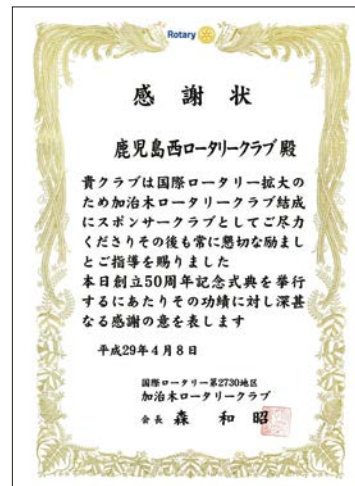 Rotary
感謝状
鹿児島西ロータリークラブ殿
貴クラブは国際ロータリー拡大の
ため加治木ロータリークラブ結成
にスポンサークラブとしてご尽力
くださりその後も常に懇切な励まし
とご指導を賜りました
本日創立50周年記念式典を挙行
するにあたりその功績に対し深甚
なる感謝の意を表します
平成29年4月8日
国際ロータリー第2730地区
加治木ロータリークラブ
会長 森 和昭